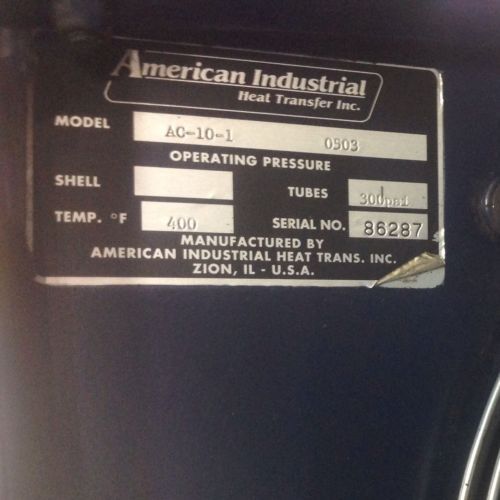 American Industrial
Heat Transfer Inc.
MODEL AC-10-1 0503
OPERATING PRESSURE
SHELL TUBES 300psi
TEMP. °F 400 SERIAL NO. 86287
MANUFACTURED BY
AMERICAN INDUSTRIAL HEAT TRANS. INC.
ZION, IL - U.S.A.